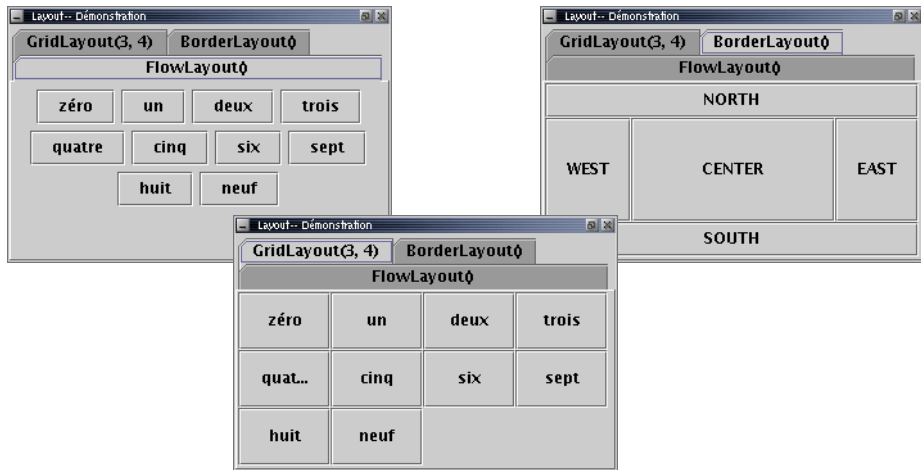 Layout-- Démonstration
GridLayout(3, 4) BorderLayout()
FlowLayout()
zéro un deux trois
quatre cinq six sept
huit neuf
Layout-- Démonstration
GridLayout(3, 4) BorderLayout()
FlowLayout()
NORTH
WEST CENTER EAST
SOUTH
Layout-- Démonstration
GridLayout(3, 4) BorderLayout()
FlowLayout()
zéro un deux trois
quat... cinq six sept
huit neuf